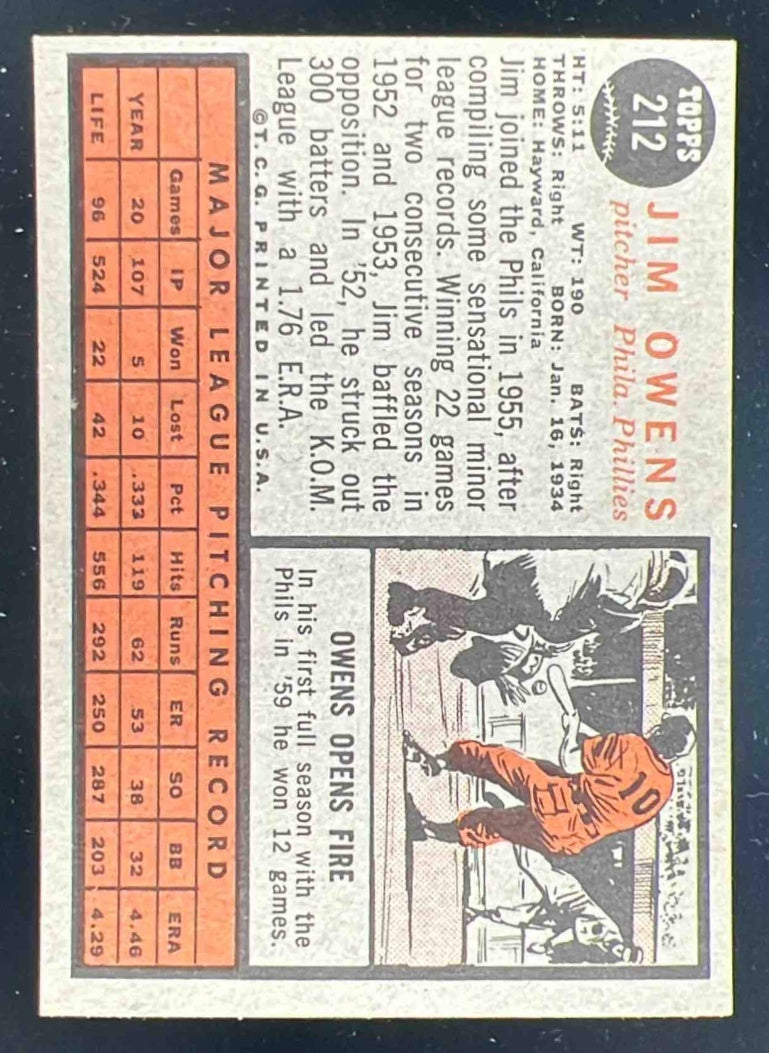 TOPPS
212
JIM OWENS
pitcher Phila. Phillies
HT: 5:11 WT: 190 BATS: Right
THROWS: Right BORN: Jan. 16, 1934
HOME: Hayward, California
Jim joined the Phils in 1955, after
compiling some sensational minor
league records. Winning 22 games
for two consecutive seasons in
1952 and 1953, Jim baffled the
opposition. In '52, he struck out
300 batters and led the K.O.M.
League with a 1.76 E.R.A.
©T.C.G. PRINTED IN U.S.A.
10
OWENS OPENS FIRE
In his first full season with the
Phils in '59 he won 12 games.
MAJOR LEAGUE PITCHING RECORD
Games IP Won Lost Pct Hits Runs ER SO BB ERA
YEAR 20 107 5 10 .333 119 62 53 38 32 4.46
LIFE 96 524 22 42 .344 556 292 250 287 203 4.29